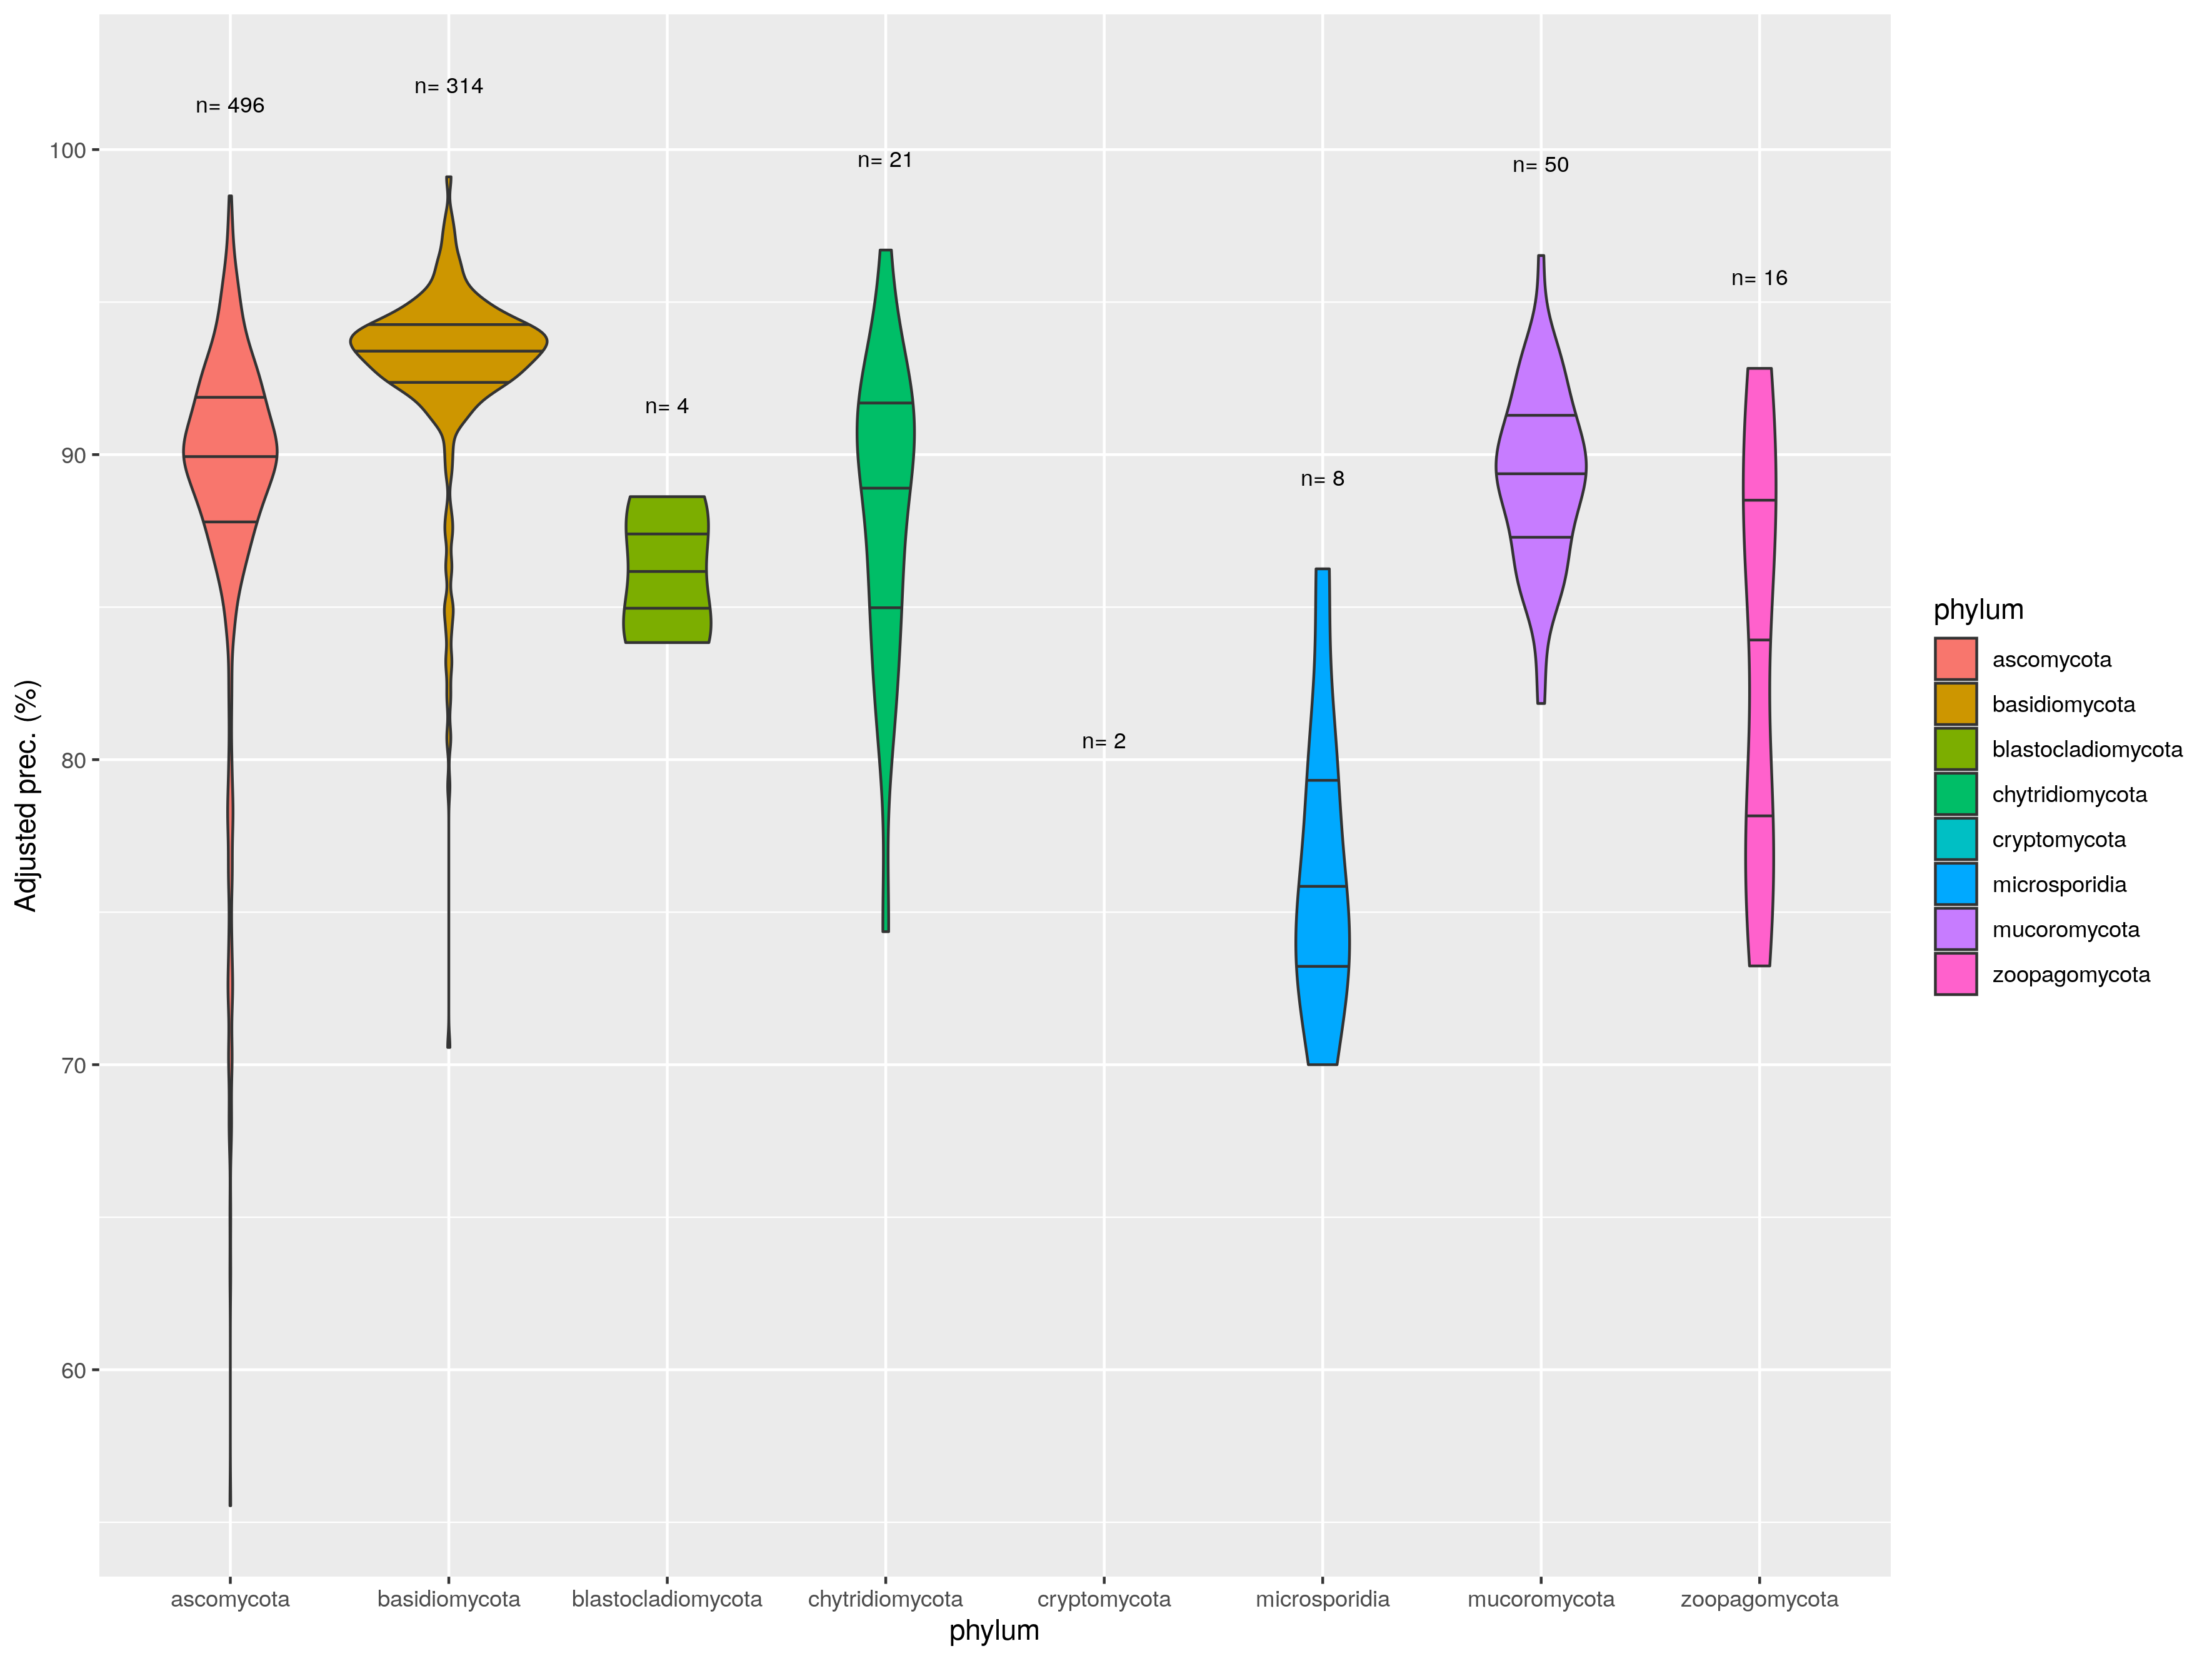 n= 314
n= 496
n= 21
n= 50
n= 16
n= 4
n= 8
n= 2
100
90
80
70
60
Adjusted prec. (%)
ascomycota
basidiomycota
blastocladiomycota
chytridiomycota
cryptomycota
microsporidia
mucoromycota
zoopagomycota
phylum
phylum
ascomycota
basidiomycota
blastocladiomycota
chytridiomycota
cryptomycota
microsporidia
mucoromycota
zoopagomycota